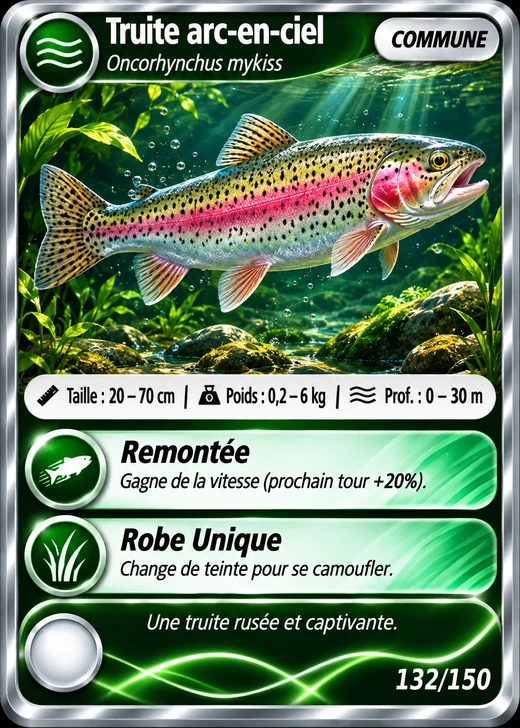 Truite arc-en-ciel
Oncorhynchus mykiss
COMMUNE
Taille : 20 – 70 cm | Poids : 0,2 – 6 kg | Prof. : 0 – 30 m
Remontée
Gagne de la vitesse (prochain tour +20%).
Robe Unique
Change de teinte pour se camoufler.
Une truite rusée et captivante.
132/150